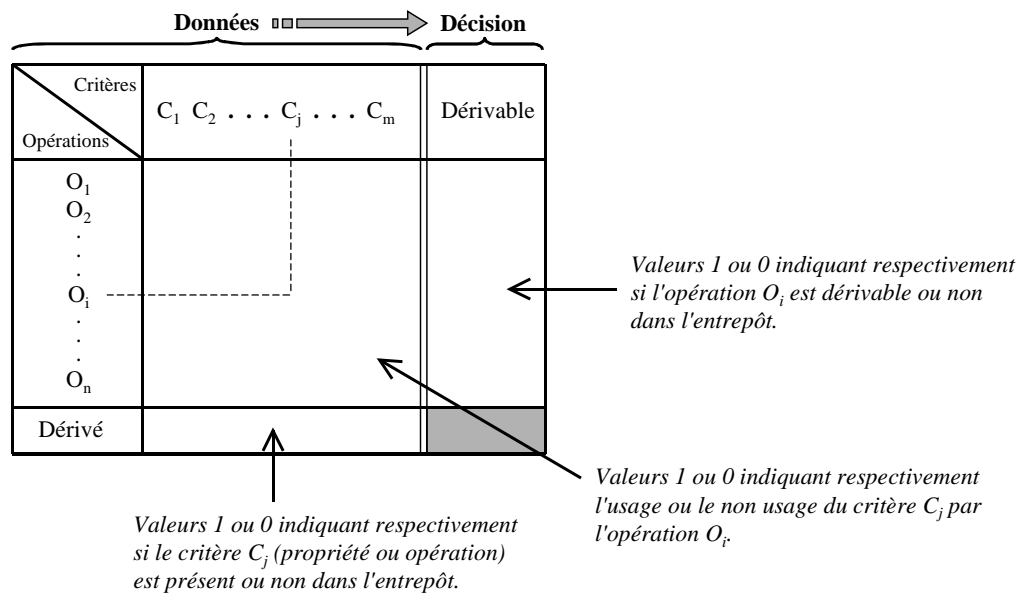 Données Décision
Critères
Opérations
C1 C2 . . . Cj . . . Cm
Dérivable
O1
O2
.
.
.
Oi
.
.
.
On
Dérivé
Valeurs 1 ou 0 indiquant respectivement
si l'opération Oi est dérivable ou non
dans l'entrepôt.
Valeurs 1 ou 0 indiquant respectivement
l'usage ou le non usage du critère Cj par
l'opération Oi.
Valeurs 1 ou 0 indiquant respectivement
si le critère Cj (propriété ou opération)
est présent ou non dans l'entrepôt.